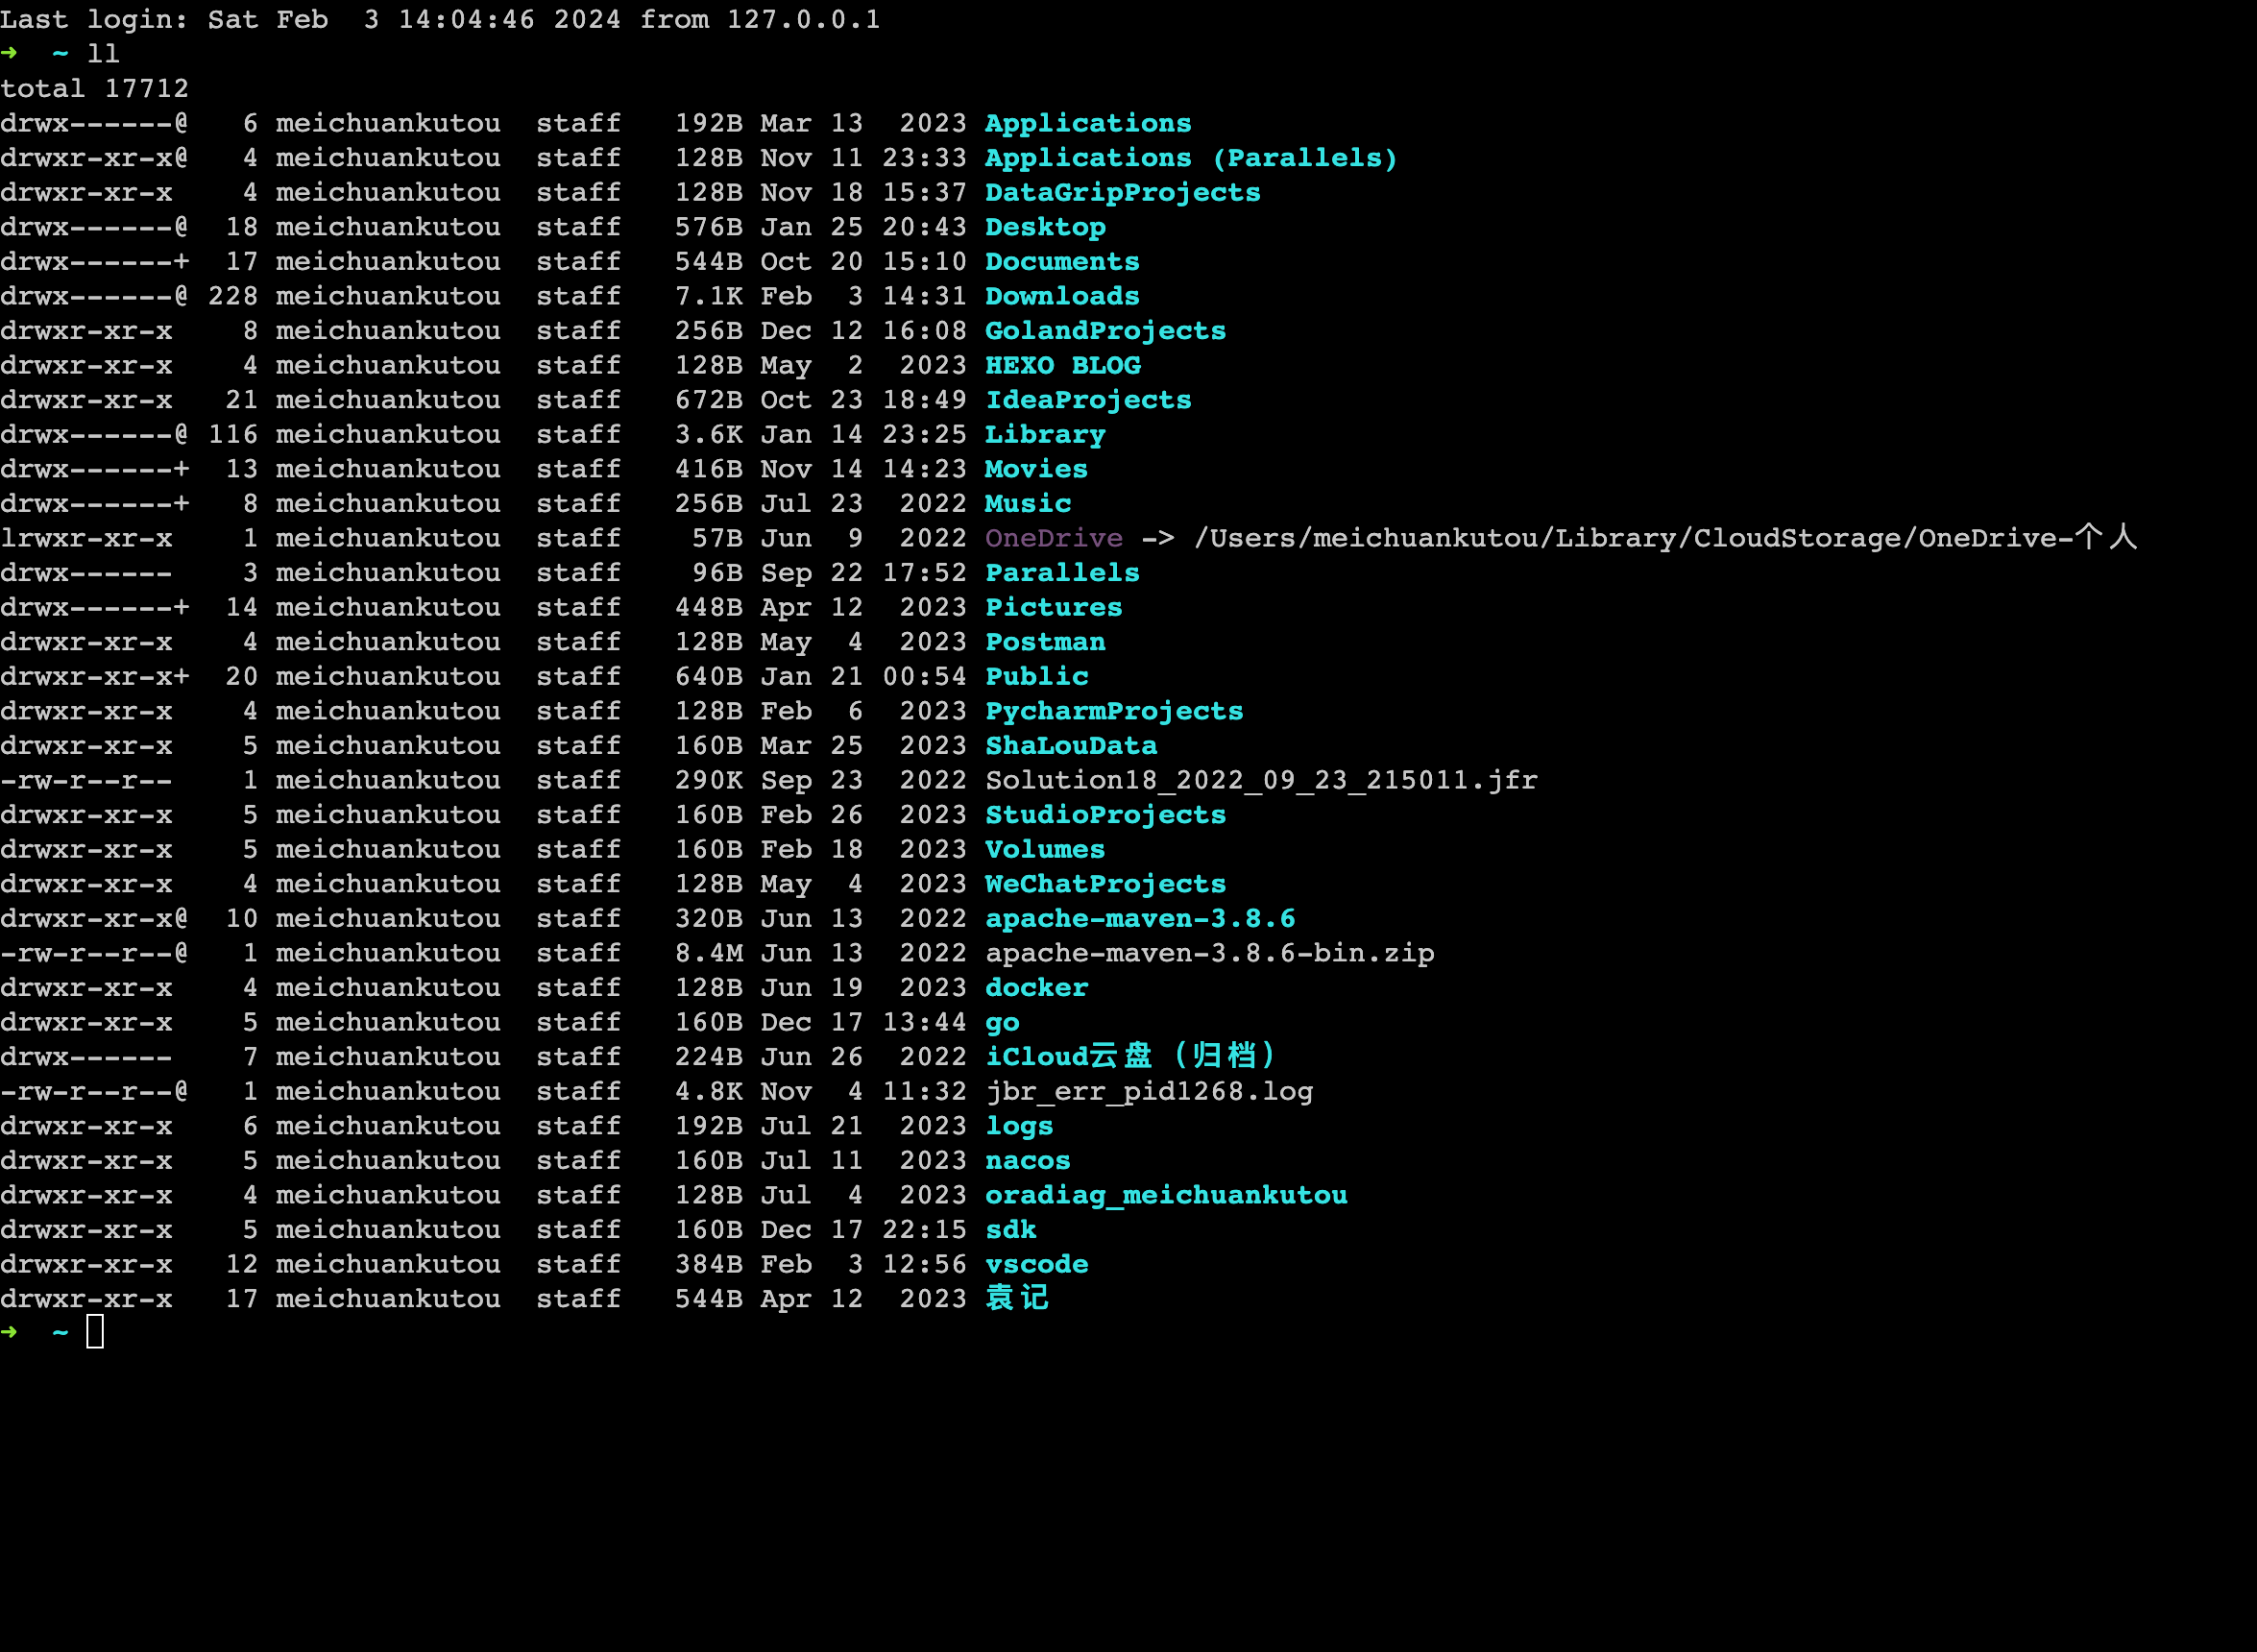 Last login: Sat Feb  3 14:04:46 2024 from 127.0.0.1
➜  ~ ll
total 17712
drwx------@   6 meichuankutou  staff   192B Mar 13  2023 Applications
drwxr-xr-x@   4 meichuankutou  staff   128B Nov 11 23:33 Applications (Parallels)
drwxr-xr-x    4 meichuankutou  staff   128B Nov 18 15:37 DataGripProjects
drwx------@  18 meichuankutou  staff   576B Jan 25 20:43 Desktop
drwx------+  17 meichuankutou  staff   544B Oct 20 15:10 Documents
drwx------@ 228 meichuankutou  staff   7.1K Feb  3 14:31 Downloads
drwxr-xr-x    8 meichuankutou  staff   256B Dec 12 16:08 GolandProjects
drwxr-xr-x    4 meichuankutou  staff   128B May  2  2023 HEXO BLOG
drwxr-xr-x   21 meichuankutou  staff   672B Oct 23 18:49 IdeaProjects
drwx------@ 116 meichuankutou  staff   3.6K Jan 14 23:25 Library
drwx------+  13 meichuankutou  staff   416B Nov 14 14:23 Movies
drwx------+   8 meichuankutou  staff   256B Jul 23  2022 Music
lrwxr-xr-x    1 meichuankutou  staff    57B Jun  9  2022 OneDrive -> /Users/meichuankutou/Library/CloudStorage/OneDrive-个人
drwx------    3 meichuankutou  staff    96B Sep 22 17:52 Parallels
drwx------+  14 meichuankutou  staff   448B Apr 12  2023 Pictures
drwxr-xr-x    4 meichuankutou  staff   128B May  4  2023 Postman
drwxr-xr-x+  20 meichuankutou  staff   640B Jan 21 00:54 Public
drwxr-xr-x    4 meichuankutou  staff   128B Feb  6  2023 PycharmProjects
drwxr-xr-x    5 meichuankutou  staff   160B Mar 25  2023 ShaLouData
-rw-r--r--    1 meichuankutou  staff   290K Sep 23  2022 Solution18_2022_09_23_215011.jfr
drwxr-xr-x    5 meichuankutou  staff   160B Feb 26  2023 StudioProjects
drwxr-xr-x    5 meichuankutou  staff   160B Feb 18  2023 Volumes
drwxr-xr-x    4 meichuankutou  staff   128B May  4  2023 WeChatProjects
drwxr-xr-x@  10 meichuankutou  staff   320B Jun 13  2022 apache-maven-3.8.6
-rw-r--r--@   1 meichuankutou  staff   8.4M Jun 13  2022 apache-maven-3.8.6-bin.zip
drwxr-xr-x    4 meichuankutou  staff   128B Jun 19  2023 docker
drwxr-xr-x    5 meichuankutou  staff   160B Dec 17 13:44 go
drwx------    7 meichuankutou  staff   224B Jun 26  2022 iCloud云盘（归档）
-rw-r--r--@   1 meichuankutou  staff   4.8K Nov  4 11:32 jbr_err_pid1268.log
drwxr-xr-x    6 meichuankutou  staff   192B Jul 21  2023 logs
drwxr-xr-x    5 meichuankutou  staff   160B Jul 11  2023 nacos
drwxr-xr-x    4 meichuankutou  staff   128B Jul  4  2023 oradiag_meichuankutou
drwxr-xr-x    5 meichuankutou  staff   160B Dec 17 22:15 sdk
drwxr-xr-x   12 meichuankutou  staff   384B Feb  3 12:56 vscode
drwxr-xr-x   17 meichuankutou  staff   544B Apr 12  2023 袁记
➜  ~